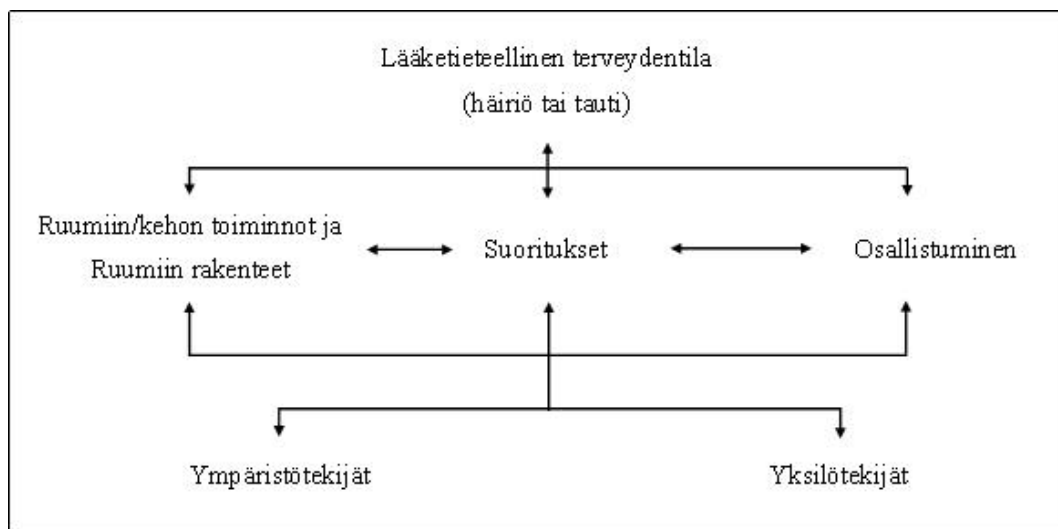 Lääketieteellinen terveydentila
(häiriö tai tauti)
Ruumiin/kehon toiminnot ja
Ruumiin rakenteet
Suoritukset
Osallistuminen
Ympäristötekijät
Yksilötekijät